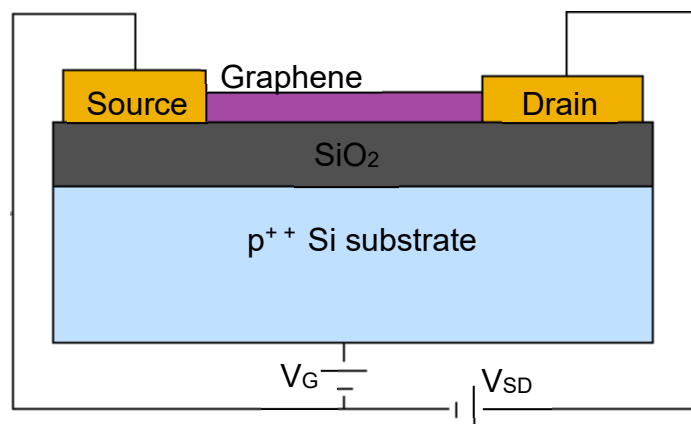 Graphene
Source
Drain
SiO₂
p⁺⁺ Si substrate
V_G
V_SD